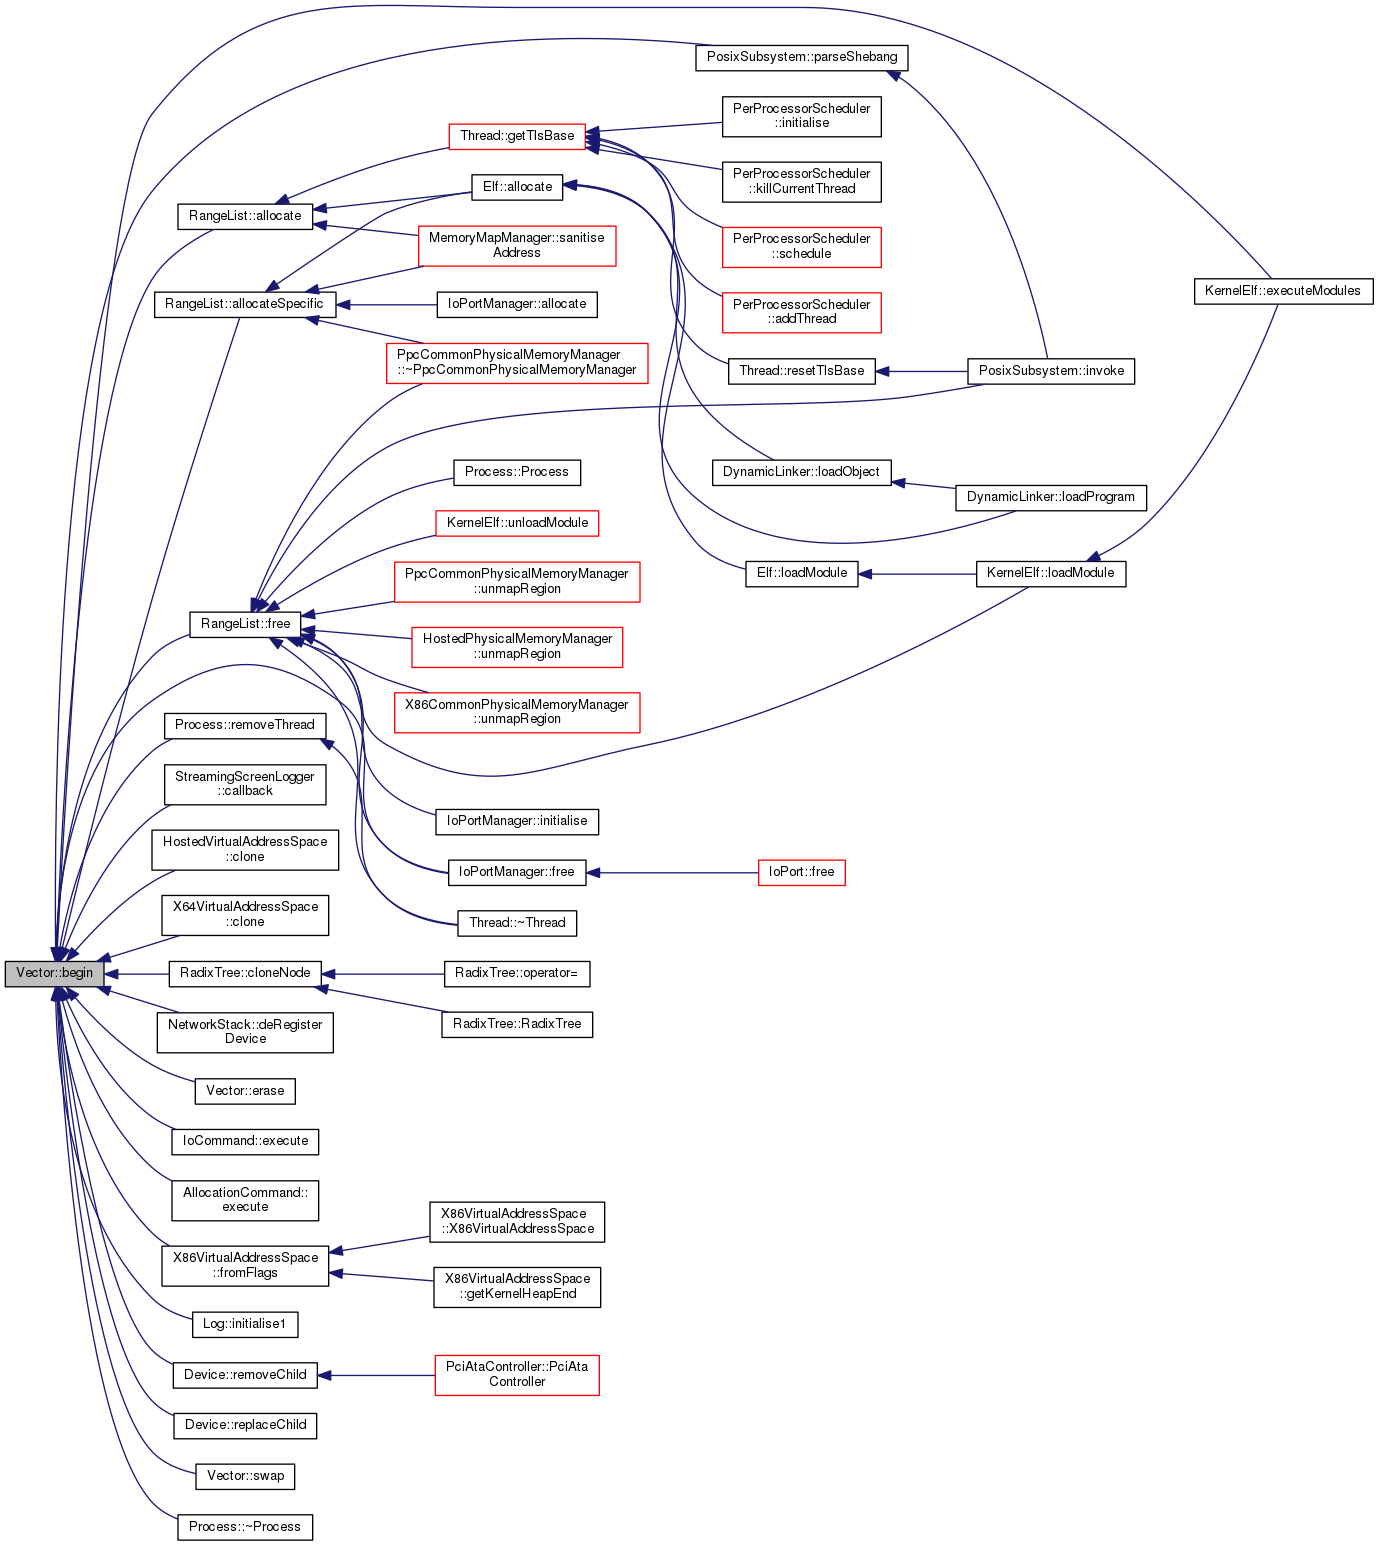 PosixSubsystem::parseShebang
PerProcessorScheduler
::initialise
Thread::getTlsBase
PerProcessorScheduler
::killCurrentThread
Elf::allocate
RangeList::allocate
MemoryMapManager::sanitise
Address
PerProcessorScheduler
::schedule
RangeList::allocateSpecific
IoPortManager::allocate
PerProcessorScheduler
::addThread
KernelElf::executeModules
PpcCommonPhysicalMemoryManager
::~PpcCommonPhysicalMemoryManager
Thread::resetTlsBase
PosixSubsystem::invoke
Process::Process
DynamicLinker::loadObject
DynamicLinker::loadProgram
KernelElf::unloadModule
PpcCommonPhysicalMemoryManager
::unmapRegion
Elf::loadModule
KernelElf::loadModule
RangeList::free
HostedPhysicalMemoryManager
::unmapRegion
X86CommonPhysicalMemoryManager
::unmapRegion
Process::removeThread
StreamingScreenLogger
::callback
IoPortManager::initialise
HostedVirtualAddressSpace
::clone
IoPortManager::free
IoPort::free
X64VirtualAddressSpace
::clone
Thread::~Thread
Vector::begin
RadixTree::cloneNode
RadixTree::operator=
NetworkStack::deRegister
Device
RadixTree::RadixTree
Vector::erase
IoCommand::execute
AllocationCommand::
execute
X86VirtualAddressSpace
::X86VirtualAddressSpace
X86VirtualAddressSpace
::fromFlags
X86VirtualAddressSpace
::getKernelHeapEnd
Log::initialise1
Device::removeChild
PciAtaController::PciAta
Controller
Device::replaceChild
Vector::swap
Process::~Process